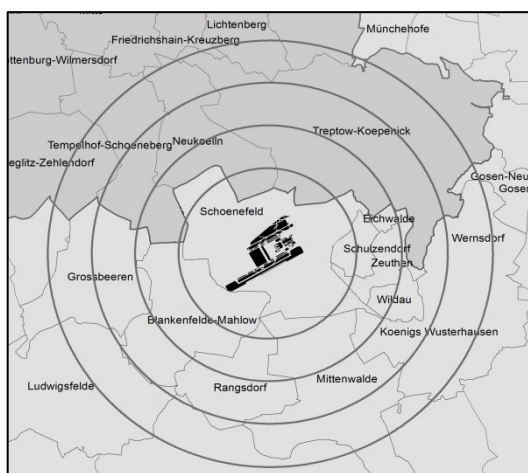 Lichtenberg
Münchehofe
Friedrichshain-Kreuzberg
ttenburg-Wilmersdorf
Tempelhof-Schoeneberg
Neukoelln
Treptow-Koepenick
eglitz-Zehlendorf
Gosen-Neu
Gosen
Schoenefeld
Eichwalde
Wernsdorf
Schulzendorf
Zeuthen
Grossbeeren
Wildau
Blankenfelde-Mahlow
Koenigs Wusterhausen
Mittenwalde
Ludwigsfelde
Rangsdorf